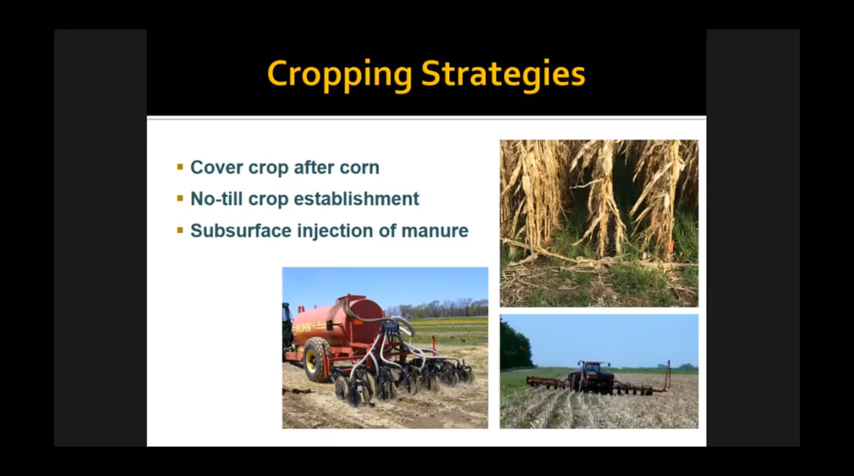 Cropping Strategies
Cover crop after corn
No-till crop establishment
Subsurface injection of manure